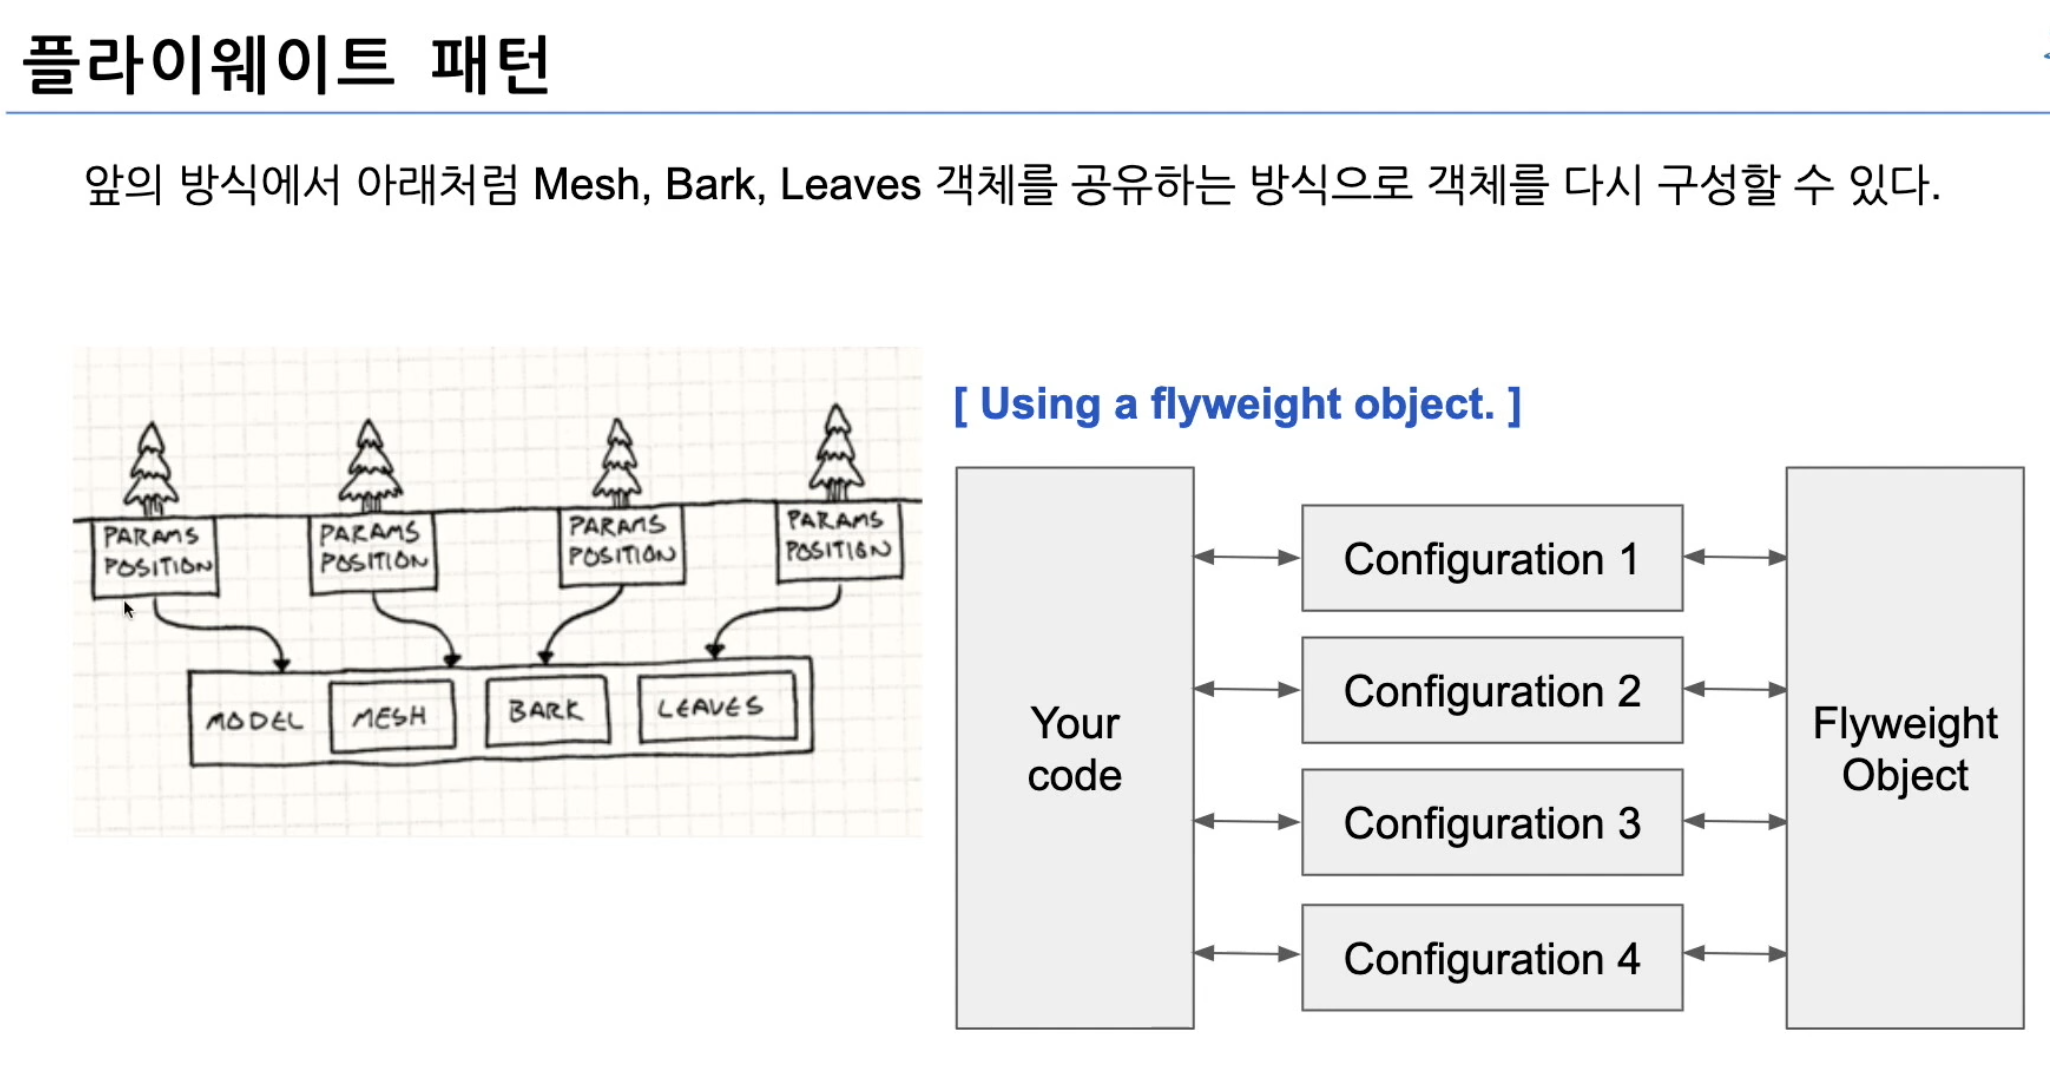 플라이웨이트 패턴
앞의 방식에서 아래처럼 Mesh, Bark, Leaves 객체를 공유하는 방식으로 객체를 다시 구성할 수 있다.
PARAMS
POSITION
PARAMS
POSITION
PARAMS
POSITION
PARAMS
POSITION
MODEL
MESH
BARK
LEAVES
[ Using a flyweight object. ]
Your
code
Configuration 1
Configuration 2
Configuration 3
Configuration 4
Flyweight
Object